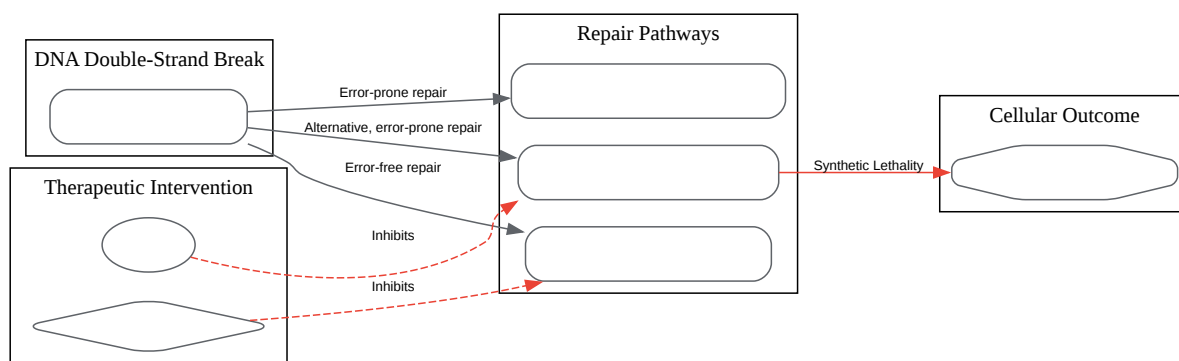 Repair Pathways
DNA Double-Strand Break
Error-prone repair
Alternative, error-prone repair
Error-free repair
Cellular Outcome
Synthetic Lethality
Therapeutic Intervention
Inhibits
Inhibits